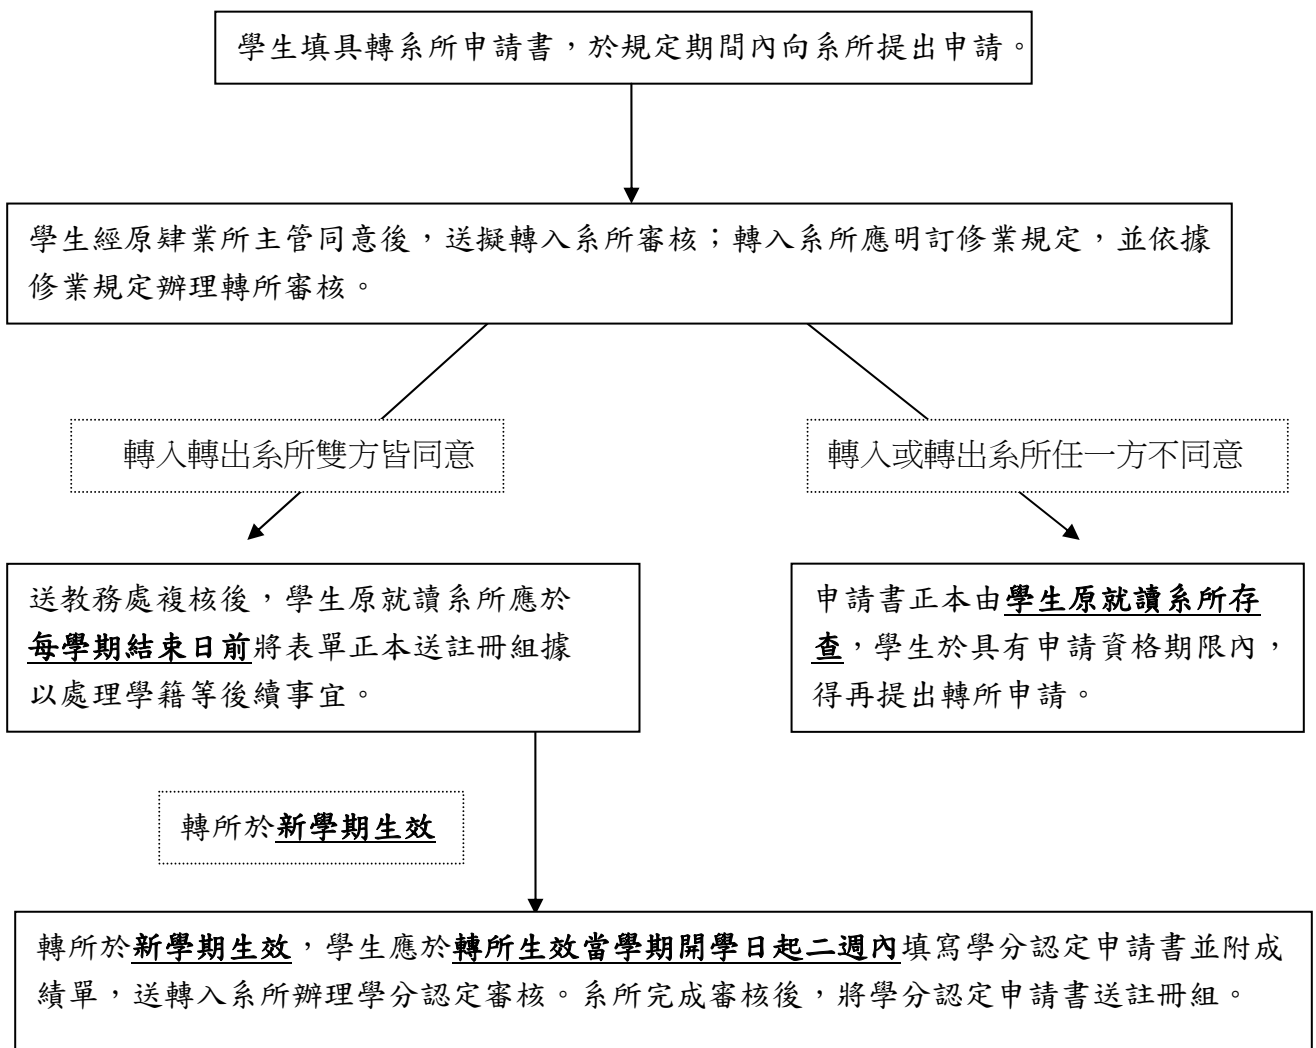 學生填具轉系所申請書，於規定期間內向系所提出申請。
學生經原肄業所主管同意後，送擬轉入系所審核；轉入系所應明訂修業規定，並依據
修業規定辦理轉所審核。
轉入轉出系所雙方皆同意
轉入或轉出系所任一方不同意
送教務處複核後，學生原就讀系所應於
每學期結束日前將表單正本送註冊組據
以處理學籍等後續事宜。
申請書正本由學生原就讀系所存
查，學生於具有申請資格期限內，
得再提出轉所申請。
轉所於新學期生效
轉所於新學期生效，學生應於轉所生效當學期開學日起二週內填寫學分認定申請書並附成
績單，送轉入系所辦理學分認定審核。系所完成審核後，將學分認定申請書送註冊組。